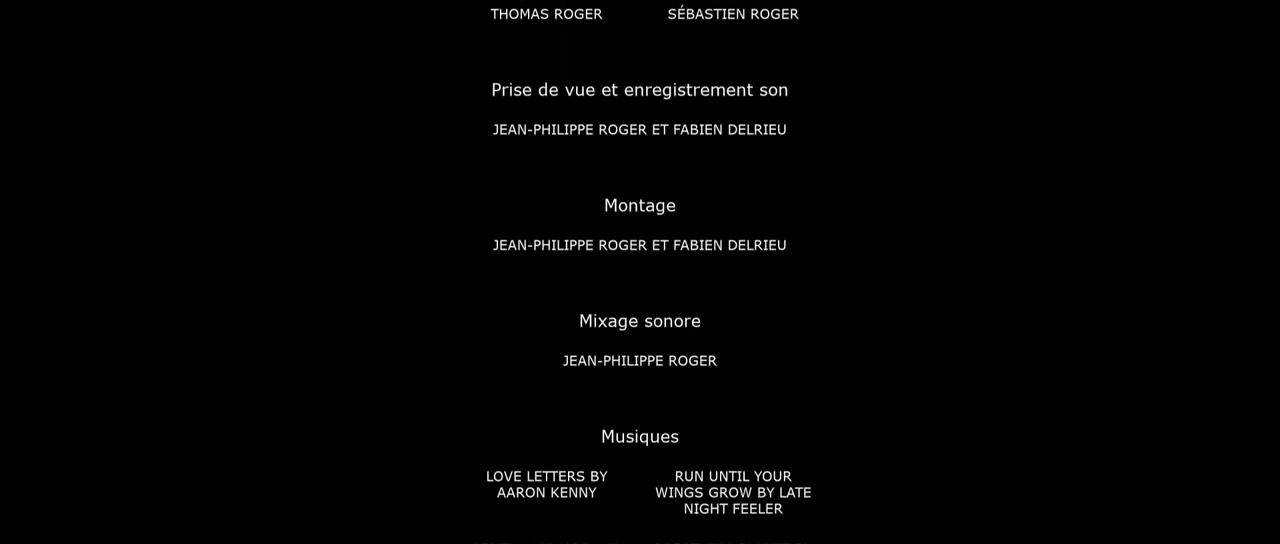 THOMAS ROGER SÉBASTIEN ROGER
Prise de vue et enregistrement son
JEAN-PHILIPPE ROGER ET FABIEN DELRIEU
Montage
JEAN-PHILIPPE ROGER ET FABIEN DELRIEU
Mixage sonore
JEAN-PHILIPPE ROGER
Musiques
LOVE LETTERS BY
AARON KENNY
RUN UNTIL YOUR
WINGS GROW BY LATE
NIGHT FEELER